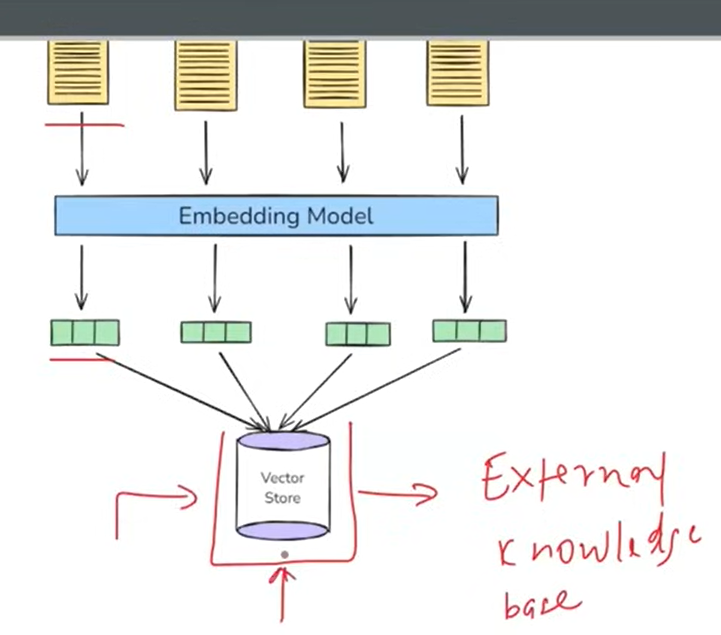 Embedding Model
Vector
Store
External
Knowledge
base